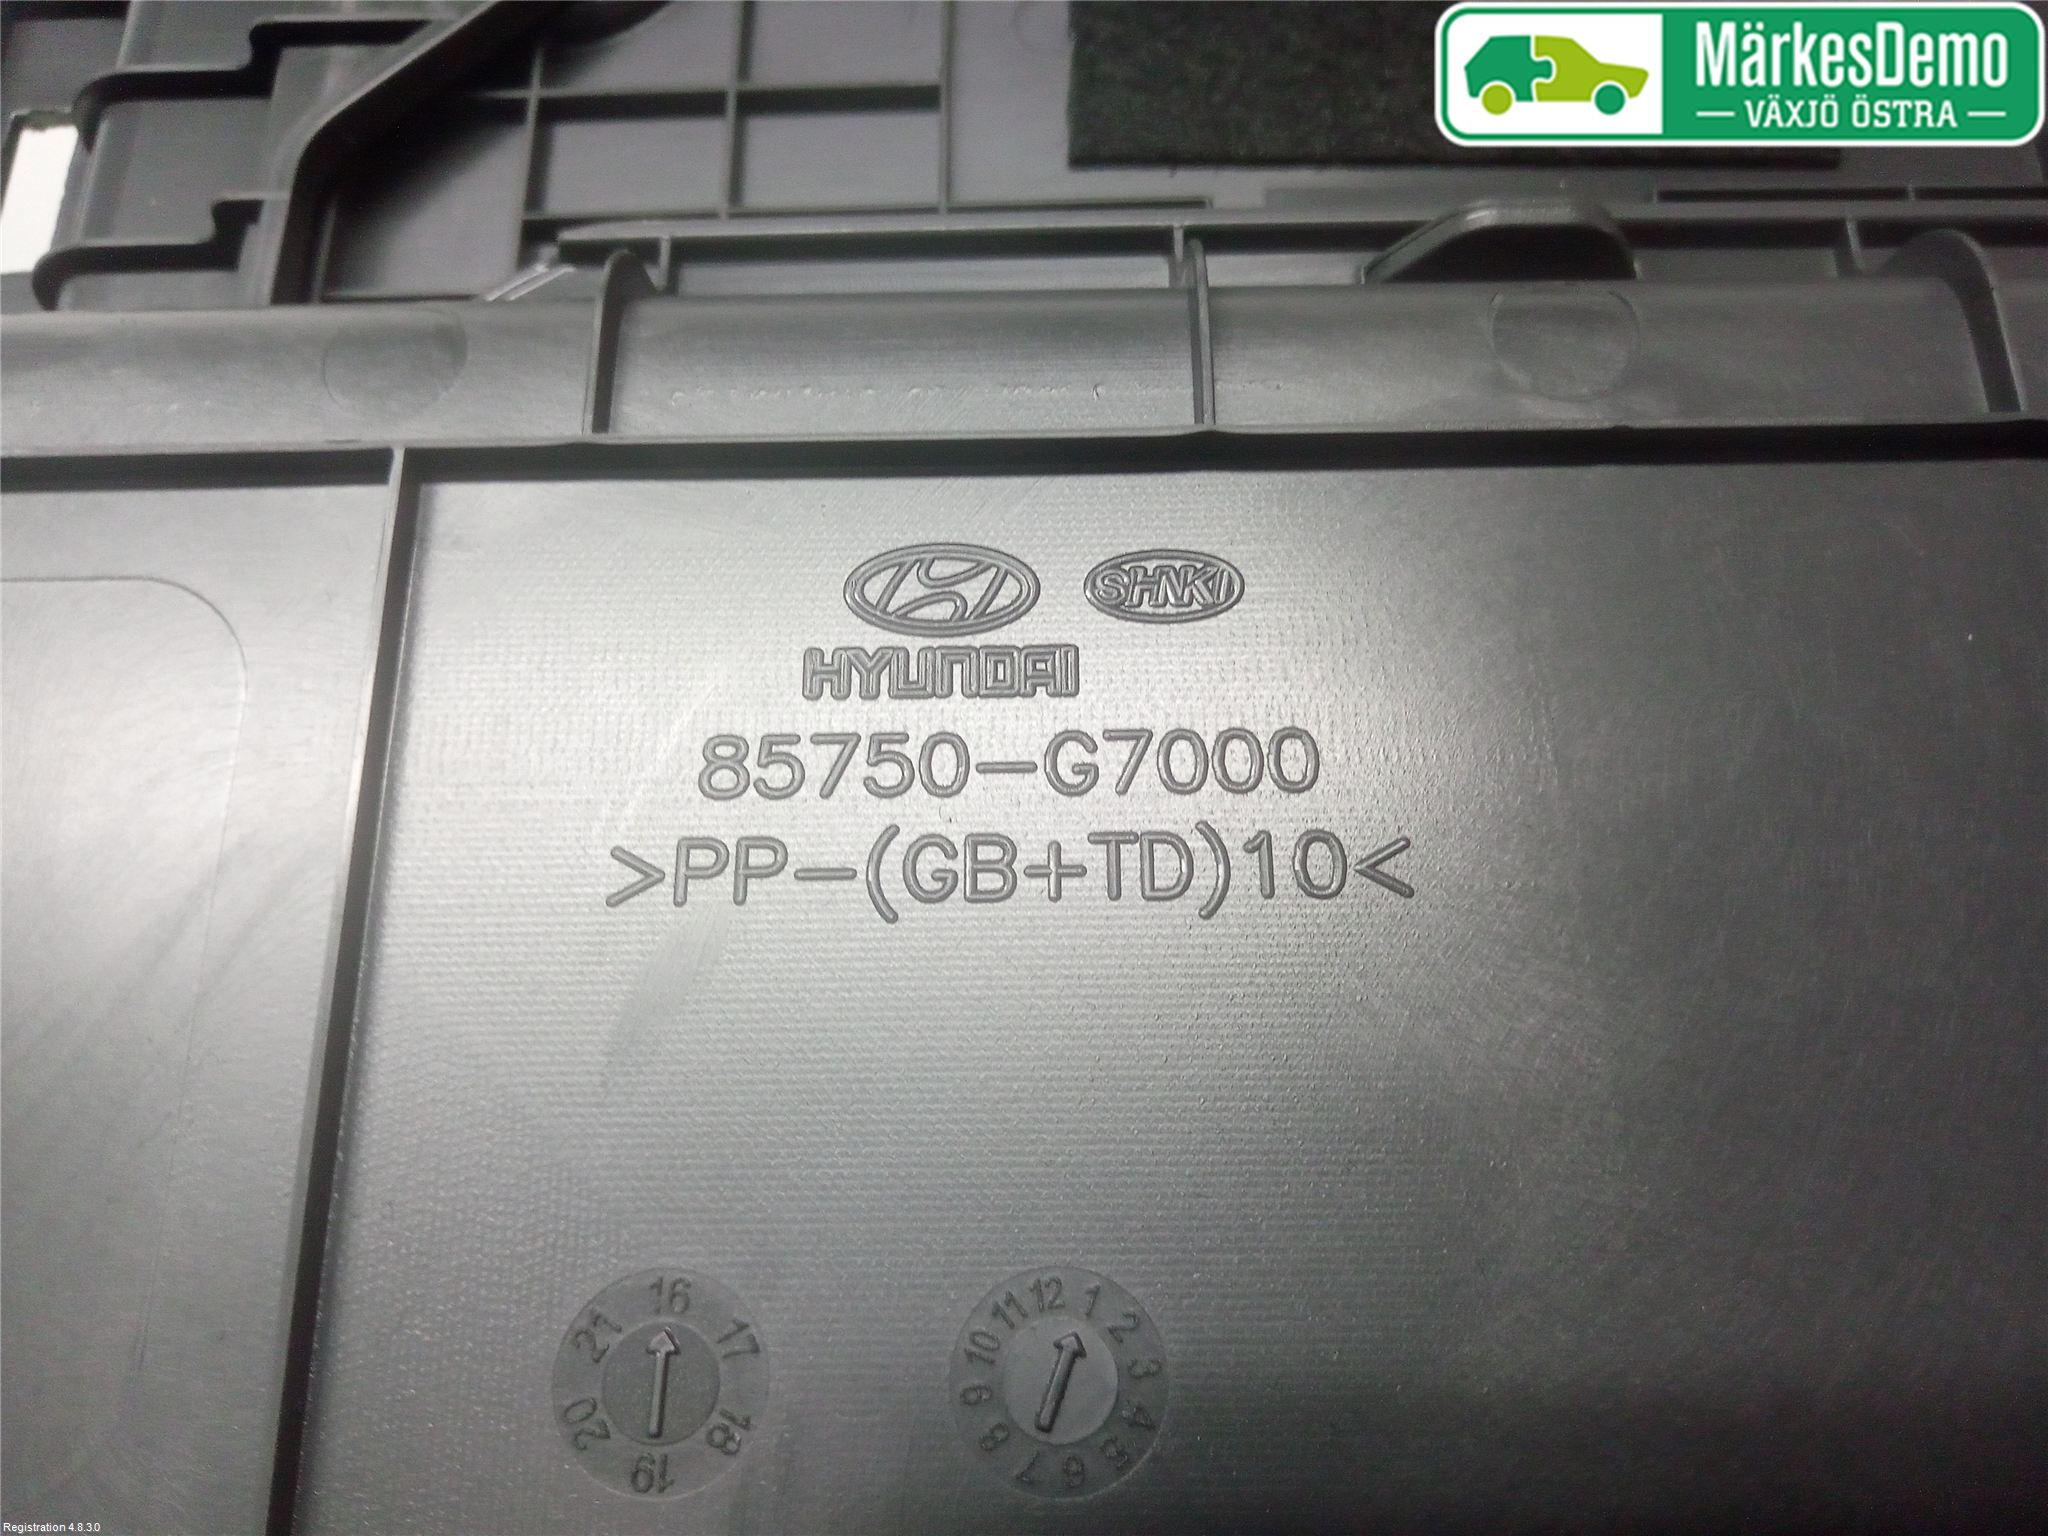 MärkesDemo
VÄXJÖ ÖSTRA
SHNKI
HYUNDAI
85750-G7000
>PP-(GB+TD)10<
16 17 18 19 20 21
12 1 2 3 4 5 6 7 8 9 10 11
Registration 4.8.3.0